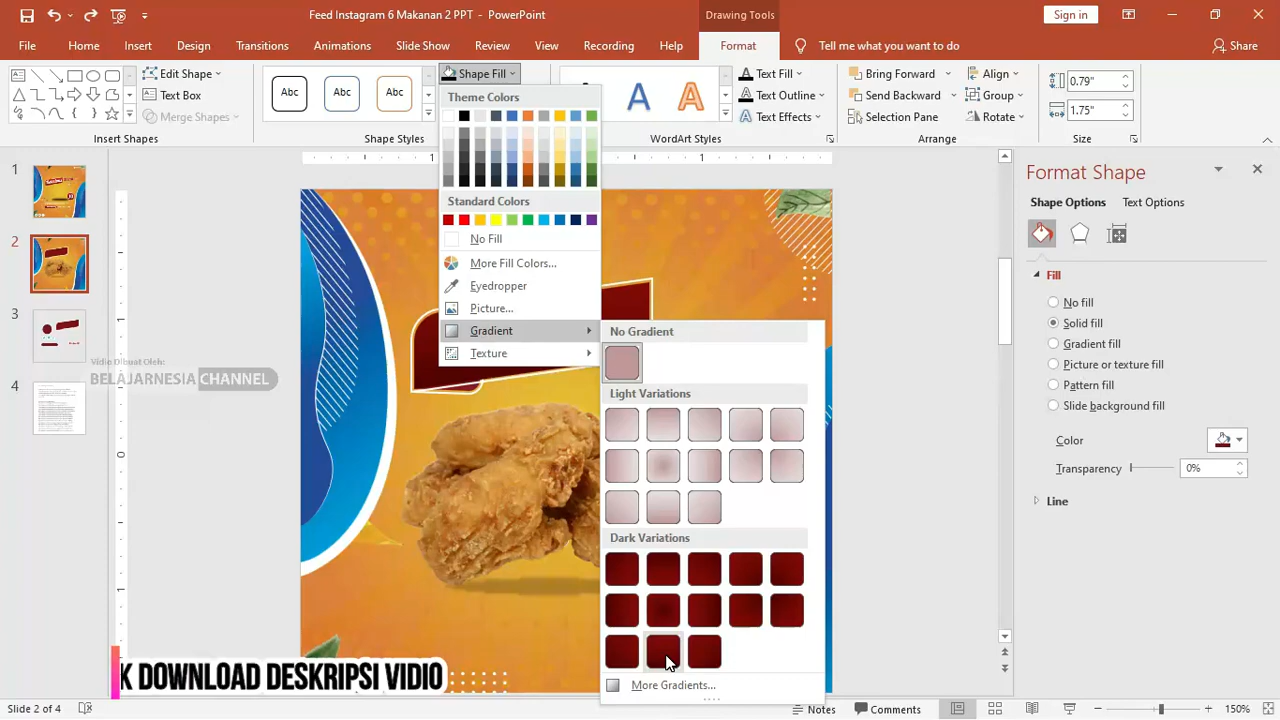 Feed Instagram 6 Makanan 2 PPT - PowerPoint
Drawing Tools
Sign in
File Home Insert Design Transitions Animations Slide Show Review View Recording Help Format Tell me what you want to do Share
Edit Shape
Text Box
Merge Shapes
Insert Shapes
Abc Abc Abc
Shape Styles
Shape Fill
Theme Colors
Standard Colors
No Fill
More Fill Colors...
Eyedropper
Picture...
Gradient
Texture
A A
Text Fill
Text Outline
Text Effects
WordArt Styles
Bring Forward
Send Backward
Selection Pane
Align
Group
Rotate
Arrange
0.79"
1.75"
Size
No Gradient
Light Variations
Dark Variations
More Gradients...
1
2
3
4
1
1
0
1
Vidio Dibuat Oleh:
BELAJARNESIA CHANNEL
K DOWNLOAD DESKRIPSI VIDIO
Format Shape
Shape Options Text Options
Fill
No fill
Solid fill
Gradient fill
Picture or texture fill
Pattern fill
Slide background fill
Color
Transparency 0%
Line
Slide 2 of 4
Notes
Comments
150%